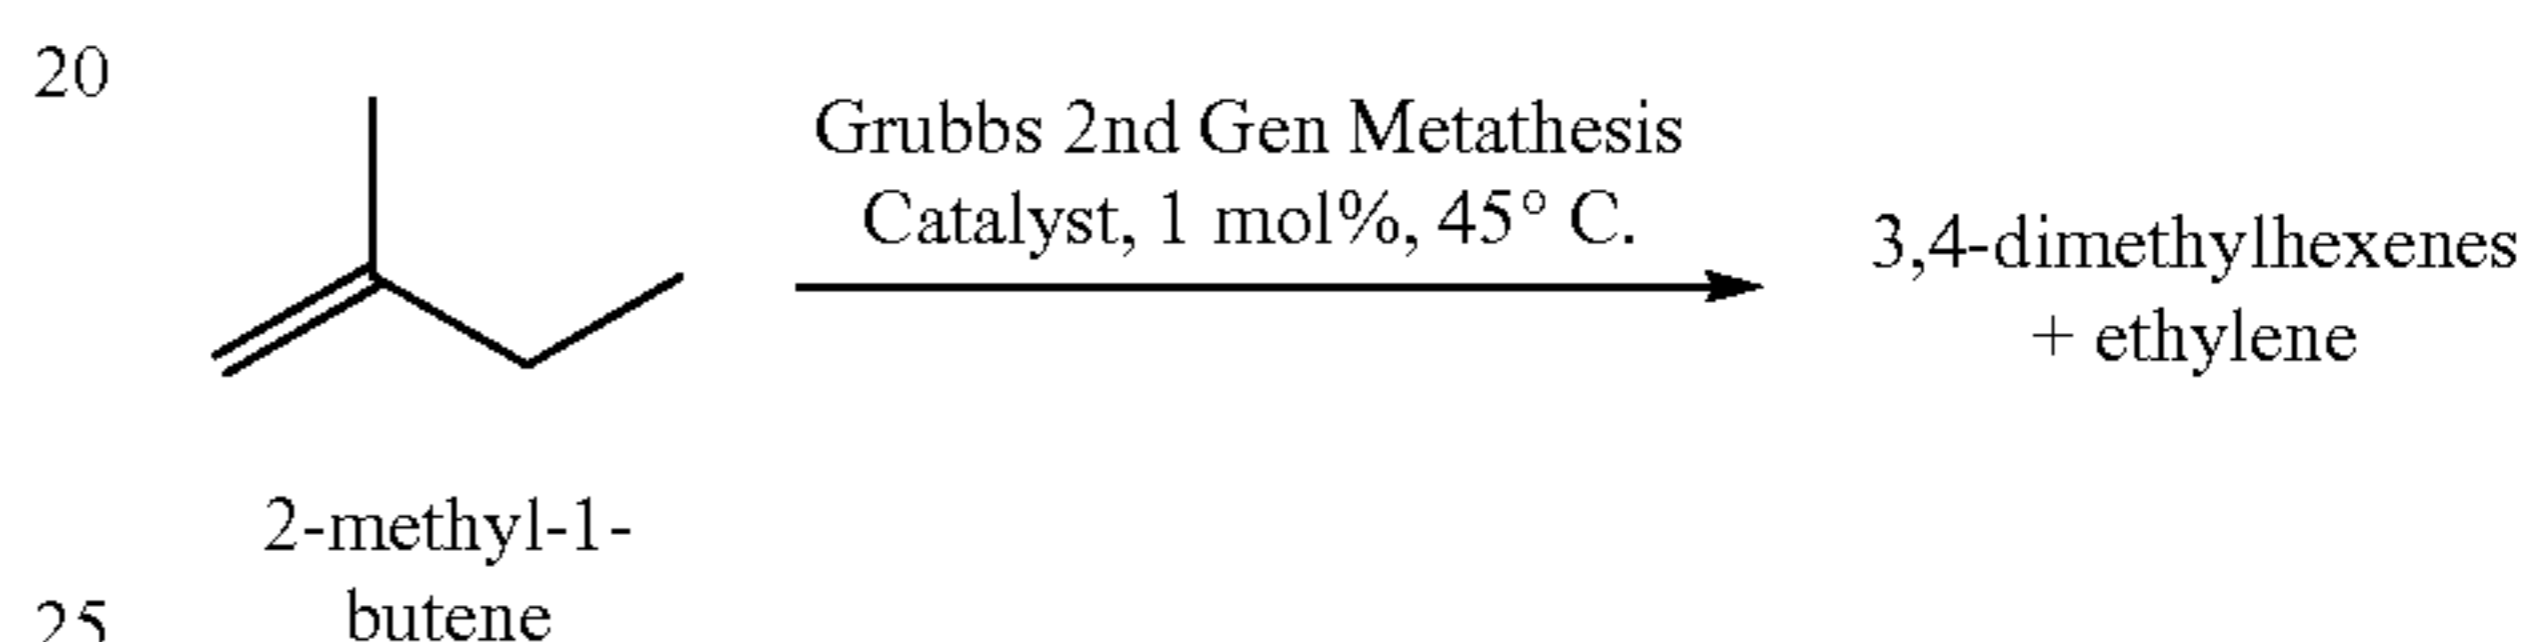 20
Grubbs 2nd Gen Metathesis
Catalyst, 1 mol%, 45° C.
3,4-dimethylhexenes
+ ethylene
2-methyl-1-
butene
25